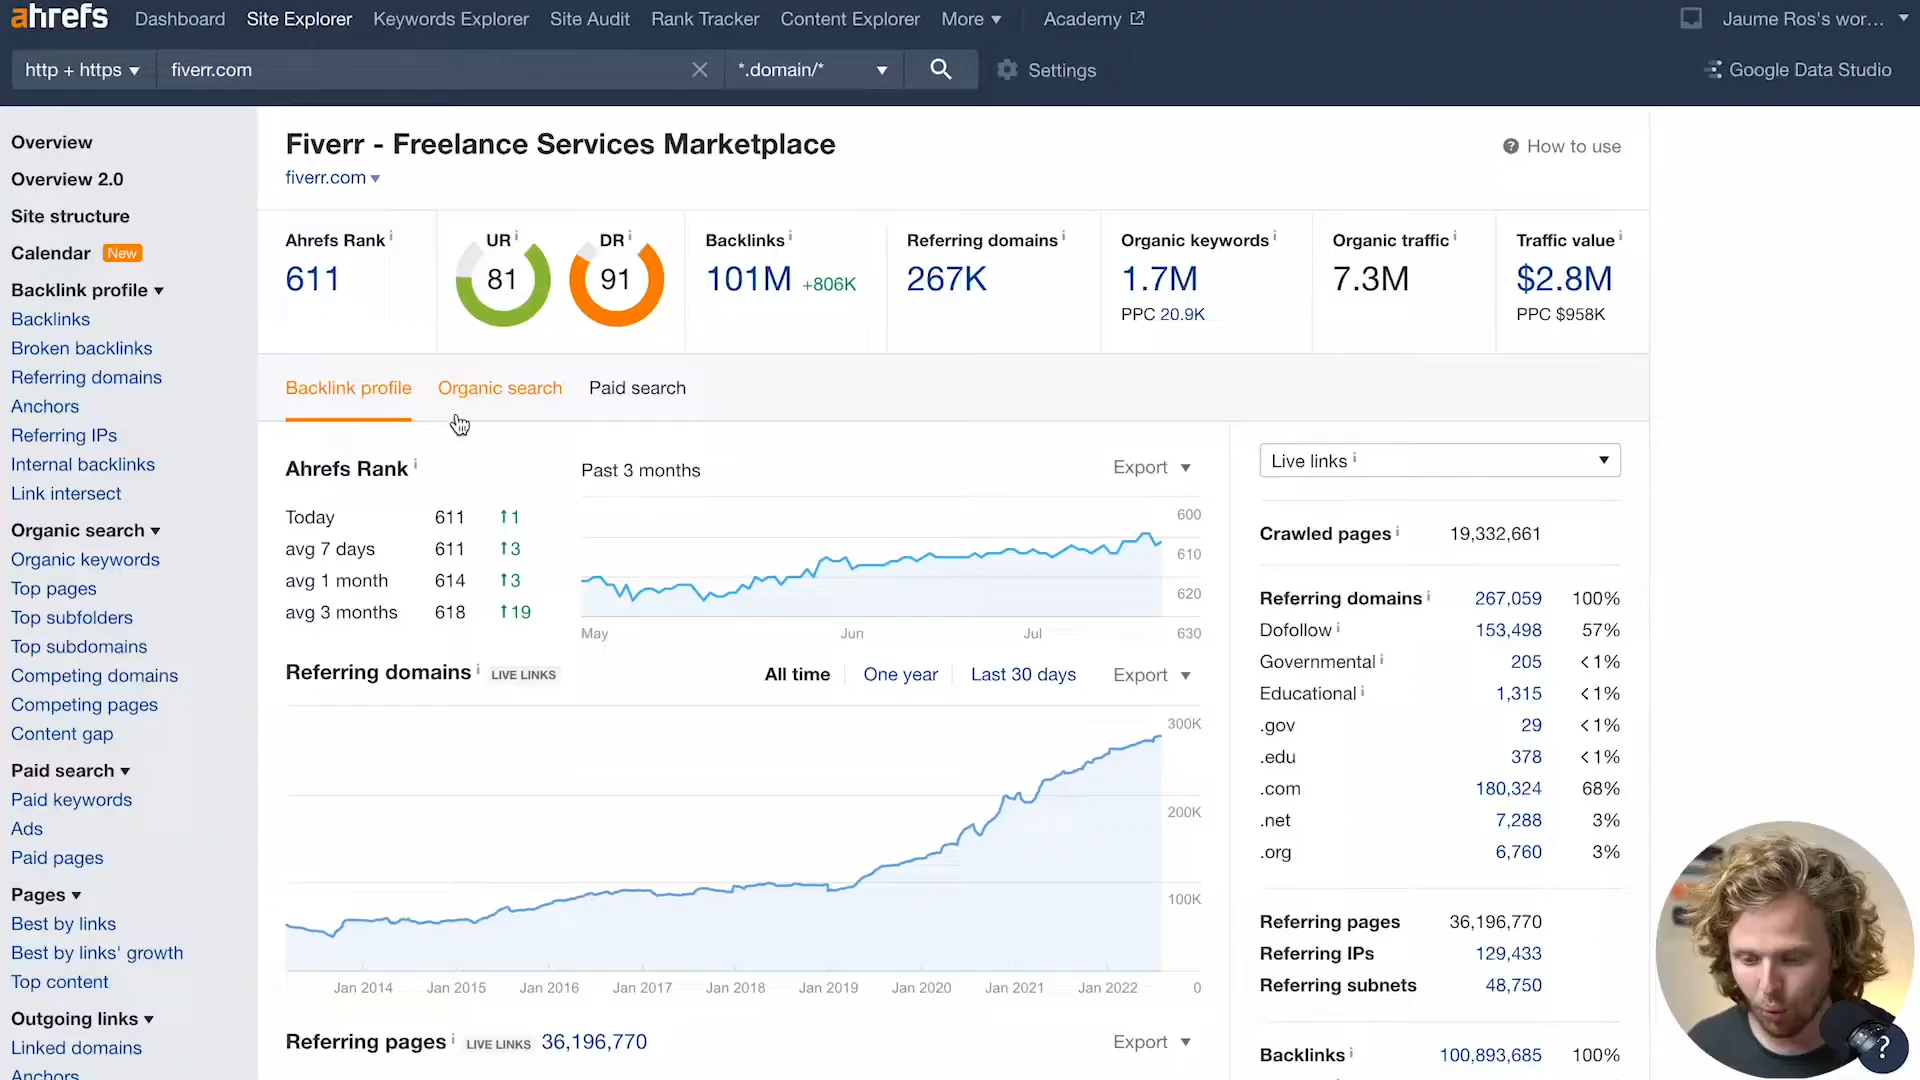 ahrefs Dashboard Site Explorer Keywords Explorer Site Audit Rank Tracker Content Explorer More Academy Jaume Ros's wor...
http + https fiverr.com *.domain/* Settings Google Data Studio
Overview
Overview 2.0
Site structure
Calendar New
Backlink profile
Backlinks
Broken backlinks
Referring domains
Anchors
Referring IPs
Internal backlinks
Link intersect
Organic search
Organic keywords
Top pages
Top subfolders
Top subdomains
Competing domains
Competing pages
Content gap
Paid search
Paid keywords
Ads
Paid pages
Pages
Best by links
Best by links' growth
Top content
Outgoing links
Linked domains
Anchors
Fiverr - Freelance Services Marketplace
How to use
fiverr.com
Ahrefs Rank
611
UR
81
DR
91
Backlinks
101M +806K
Referring domains
267K
Organic keywords
1.7M
PPC 20.9K
Organic traffic
7.3M
Traffic value
$2.8M
PPC $958K
Backlink profile Organic search Paid search
Ahrefs Rank
Past 3 months
Export
Today 611 ↑1
avg 7 days 611 ↑3
avg 1 month 614 ↑3
avg 3 months 618 ↑19
600
610
620
630
May Jun Jul
Referring domains LIVE LINKS All time One year Last 30 days Export
300K
200K
100K
0
Jan 2014 Jan 2015 Jan 2016 Jan 2017 Jan 2018 Jan 2019 Jan 2020 Jan 2021 Jan 2022
Referring pages LIVE LINKS 36,196,770 Export
Live links
Crawled pages 19,332,661
Referring domains 267,059 100%
Dofollow 153,498 57%
Governmental 205 <1%
Educational 1,315 <1%
.gov 29 <1%
.edu 378 <1%
.com 180,324 68%
.net 7,288 3%
.org 6,760 3%
Referring pages 36,196,770
Referring IPs 129,433
Referring subnets 48,750
Backlinks 100,893,685 100%
?